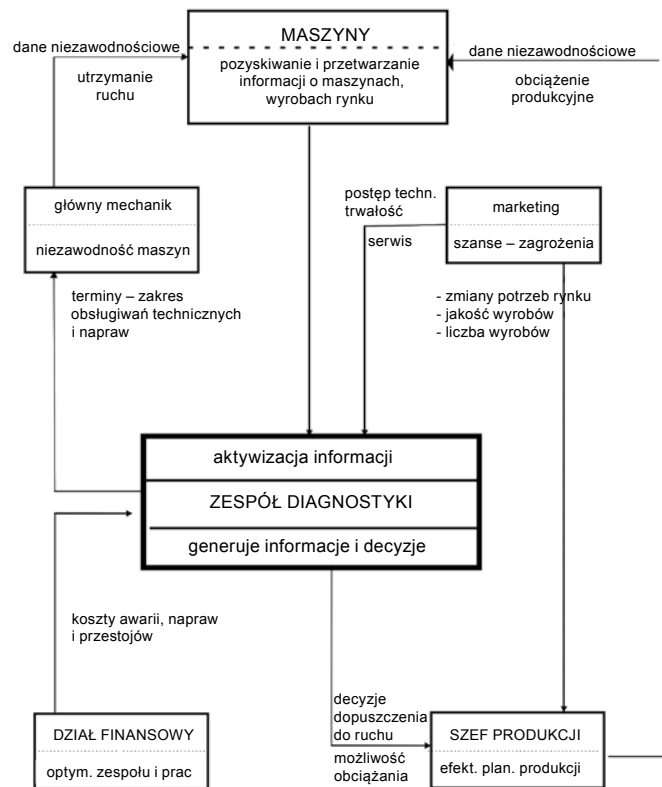 MASZYNY
dane niezawodnościowe
pozyskiwanie i przetwarzanie
informacji o maszynach,
wyrobach rynku
dane niezawodnościowe
utrzymanie
ruchu
obciążenie
produkcyjne
główny mechanik
niezawodność maszyn
postęp techn.
trwałość
serwis
marketing
szanse – zagrożenia
terminy – zakres
obsługiwań technicznych
i napraw
- zmiany potrzeb rynku
- jakość wyrobów
- liczba wyrobów
aktywizacja informacji
ZESPÓŁ DIAGNOSTYKI
generuje informacje i decyzje
koszty awarii, napraw
i przestojów
decyzje
dopuszczenia
do ruchu
możliwość
obciążania
DZIAŁ FINANSOWY
optym. zespołu i prac
SZEF PRODUKCJI
efekt. plan. produkcji